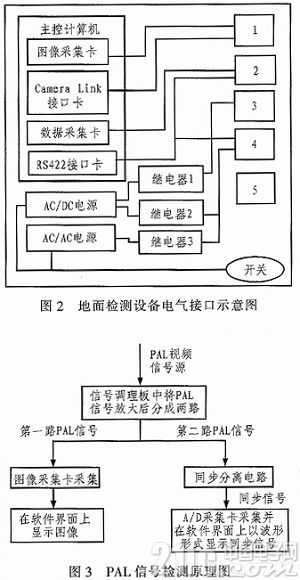 主控计算机
图像采集卡
Camera Link
接口卡
数据采集卡
RS422接口卡
AC/DC电源
AC/AC电源
继电器1
继电器2
继电器3
1
2
3
4
5
开关
图 2 地面检测设备电气接口示意图
PAL视频
信号源
信号调理板中将PAL
信号放大后分成两路
第一路PAL信号
第二路PAL信号
图像采集卡采集
同步分离电路
同步信号
在软件界面上
显示图像
A/D采集卡采集并
在软件界面上以波形
形式显示同步信号
图 3 PAL 信号检测原理图